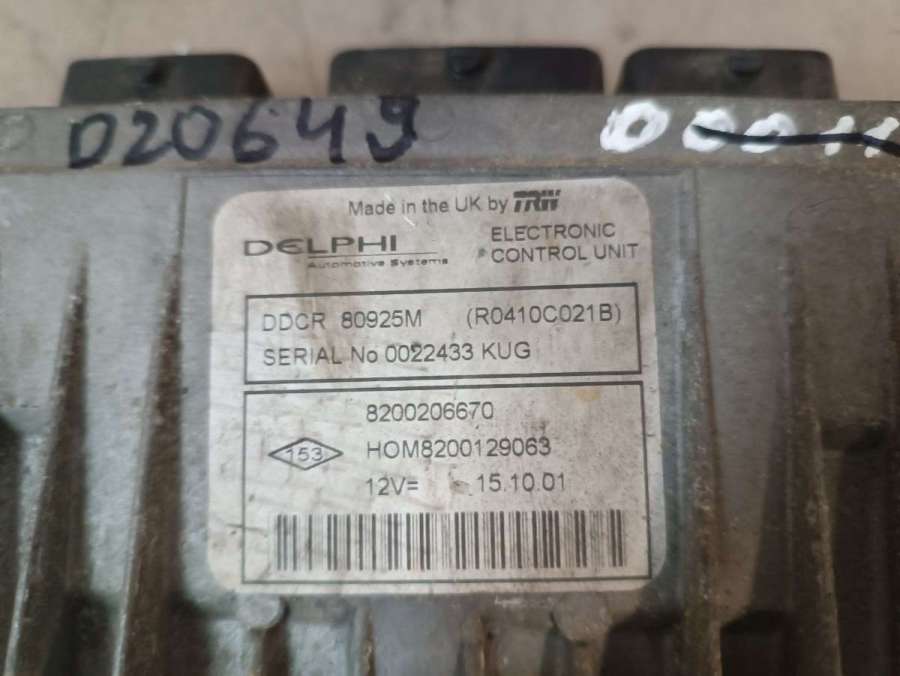 D20649
Made in the UK by TRW
DELPHI
Automotive Systems
ELECTRONIC
CONTROL UNIT
DDCR 80925M (R0410C021B)
SERIAL No 0022433 KUG
8200206670
153
HOM8200129063
12V= 15.10.01